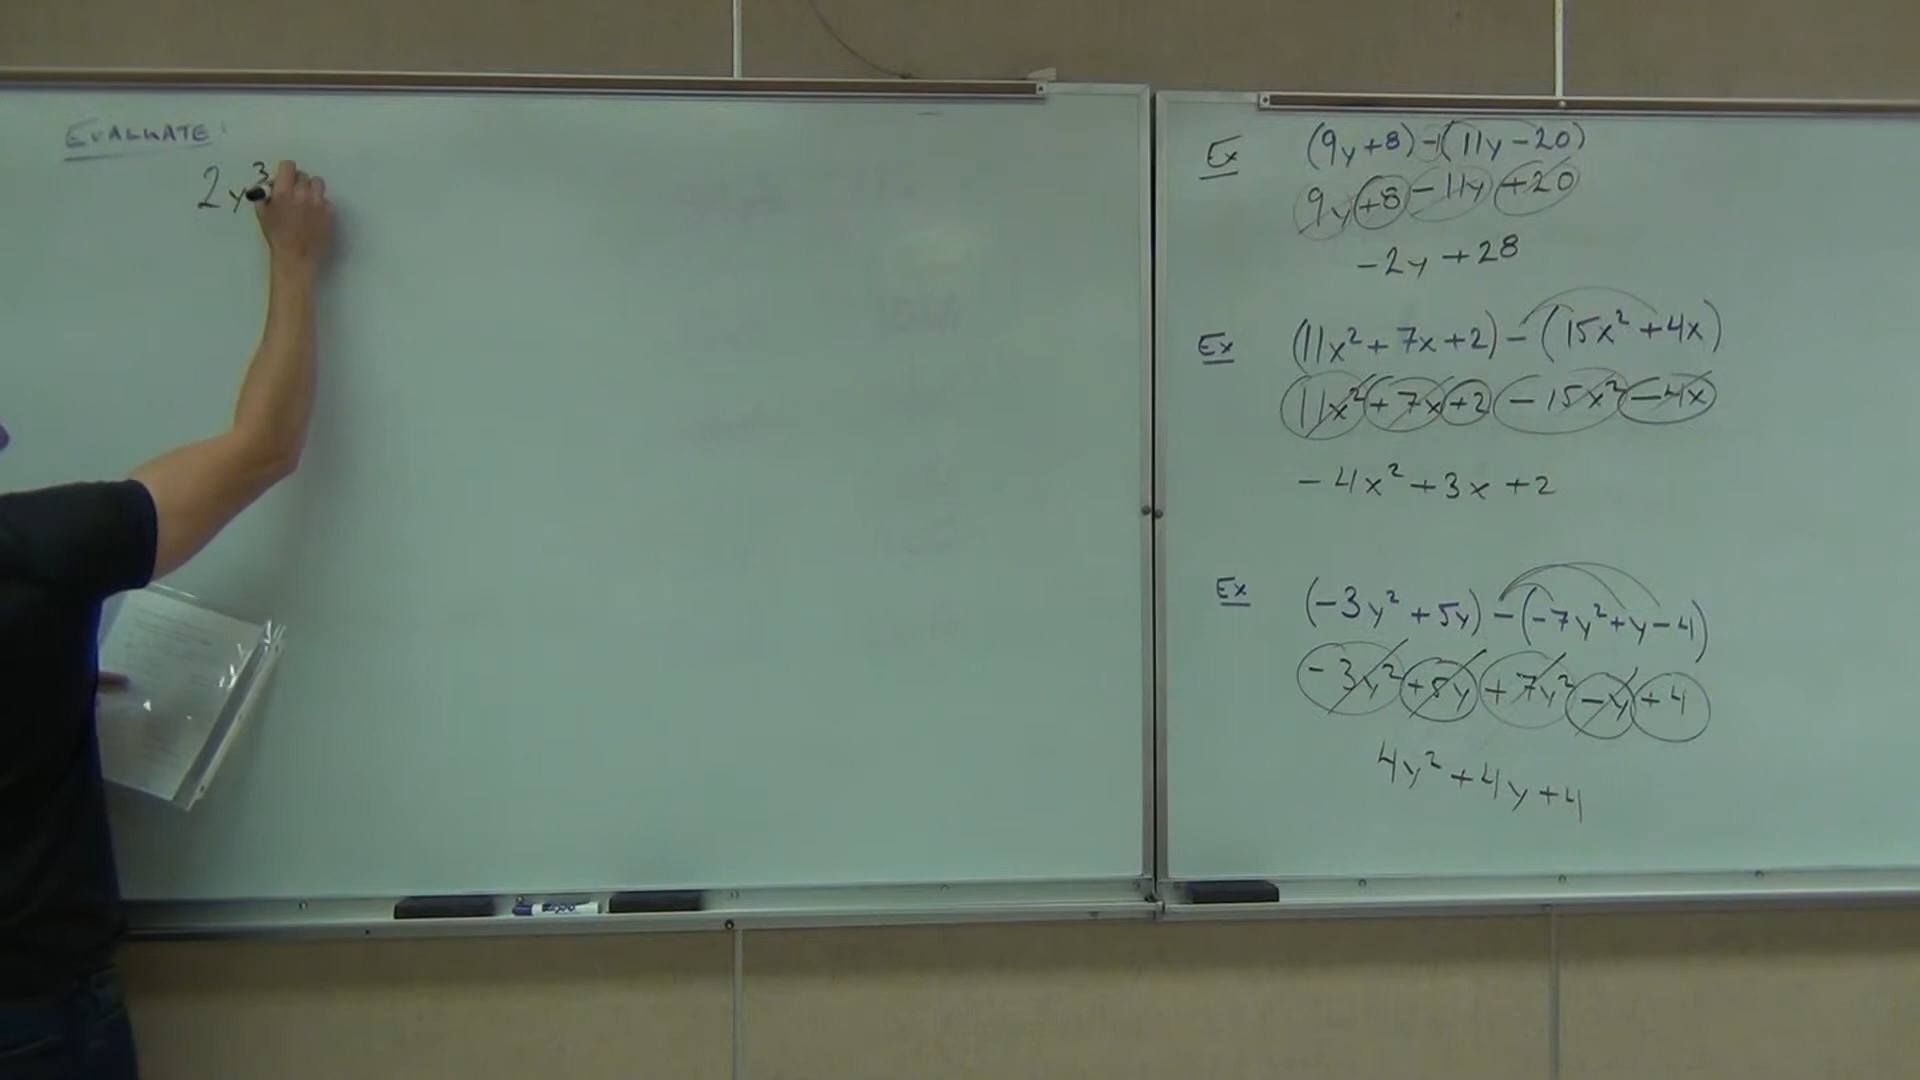 EVALUATE:
2y³
Ex (9y+8)-1(11y-20)
9y+8-11y+20
-2y+28
Ex (11x²+7x+2)-(15x²+4x)
11x²+7x+2-15x²-4x
-4x²+3x+2
Ex (-3y²+5y)-(-7y²+y-4)
-3y²+5y+7y²-y+4
4y²+4y+4